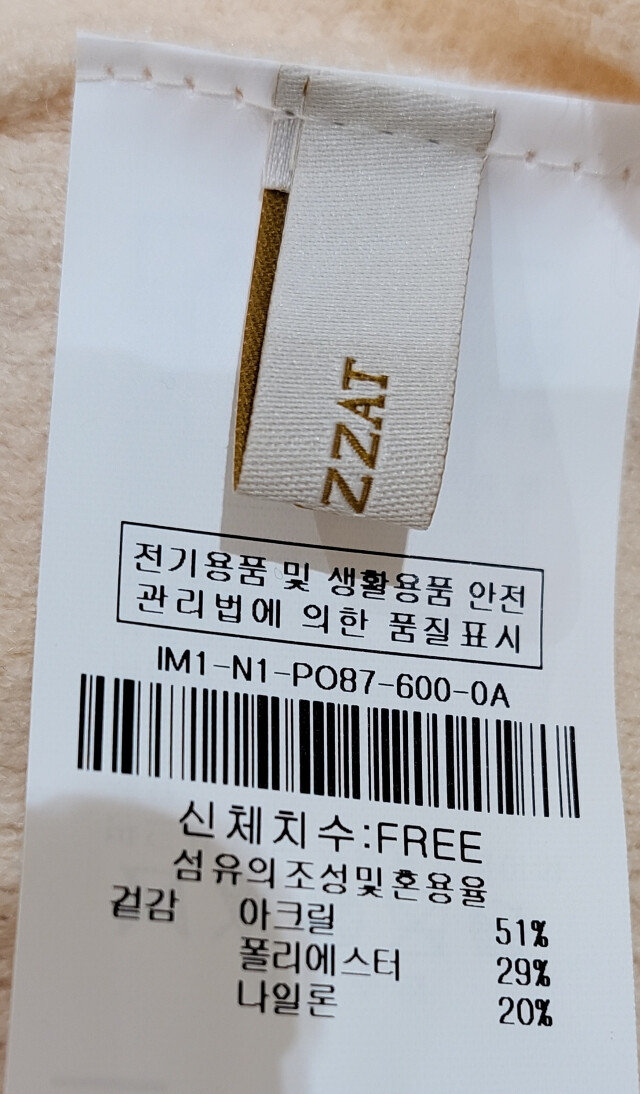 ZZAT
전기용품 및 생활용품 안전
관리법에 의한 품질표시
IM1-N1-PO87-600-0A
신체치수:FREE
섬유의조성및혼용율
겉감 아크릴 51%
폴리에스터 29%
나일론 20%